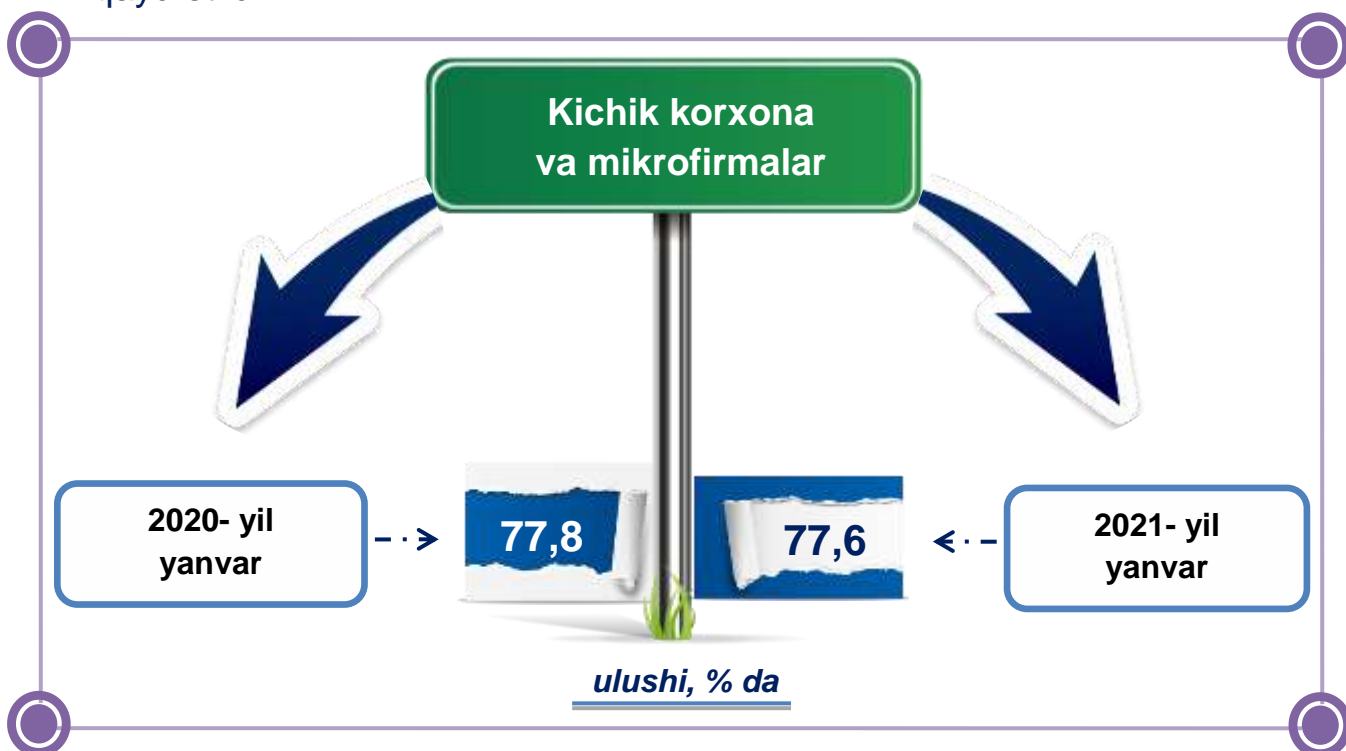 Kichik korxona
va mikrofirmalar
2020- yil
yanvar
77,8
77,6
2021- yil
yanvar
ulushi, % da